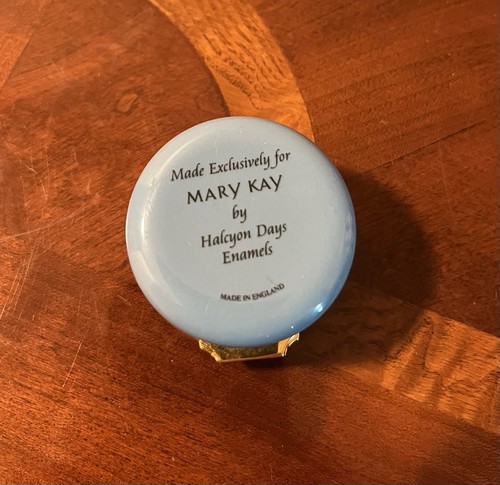 Made Exclusively for
MARY KAY
by
Halcyon Days
Enamels
MADE IN ENGLAND